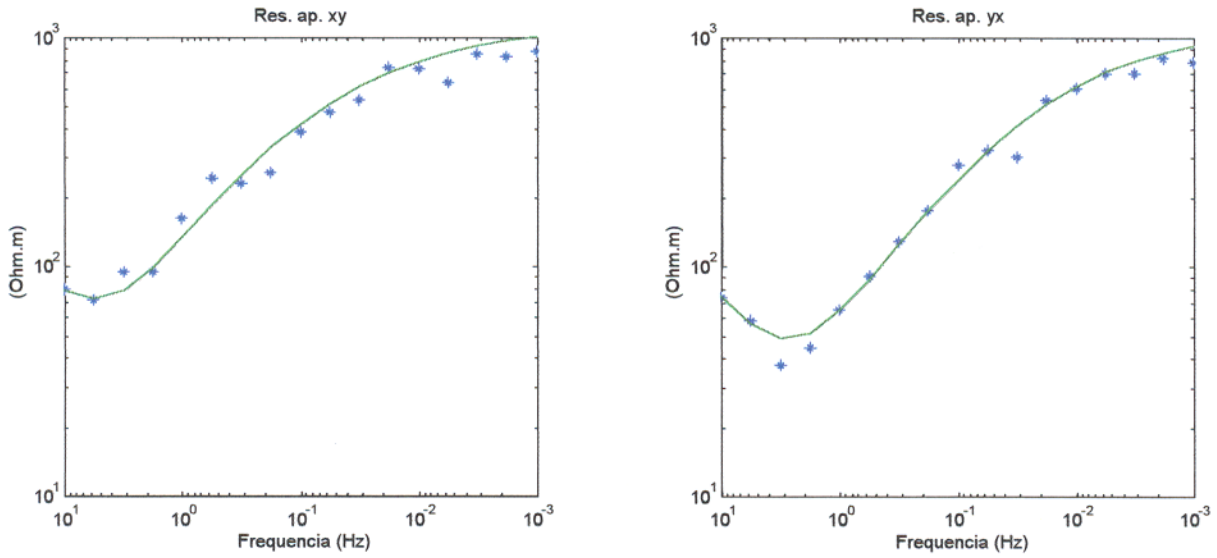 Res. ap. xy
10^3
10^2
10^1
(Ohm.m)
10^1 10^0 10^-1 10^-2 10^-3
Frequencia (Hz)
Res. ap. yx
10^3
10^2
10^1
(Ohm.m)
10^1 10^0 10^-1 10^-2 10^-3
Frequencia (Hz)